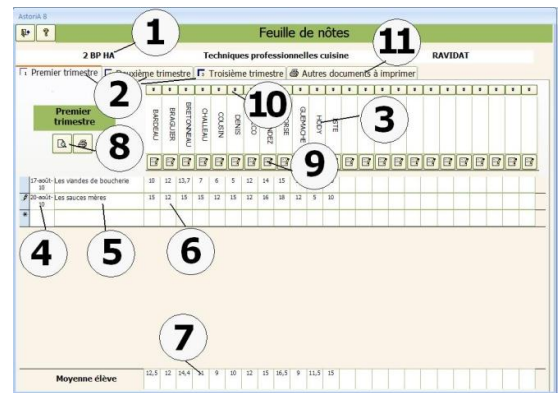 AstoriA B
Feuille de nôtes
2 BP HA Techniques professionnelles cuisine RAVIDAT
1
11
Premier trimestre Deuxième trimestre Troisième trimestre Autres documents à imprimer
2
10
3
Premier
trimestre
BARDEAU BRAGUIER BRETONNEAU CHALLEAU COUSIN DENIS GUEMACHE HODY
8
9
17-août- Les viandes de boucherie 10 12 13,7 7 6 5 12 14 15
10
20-août- Les sauces mères 15 12 15 15 12 15 12 16 18 12 5 10
10
4
5
6
7
Moyenne élève 12,5 12 14,4 11 9 10 12 15 16,5 9 11,5 15